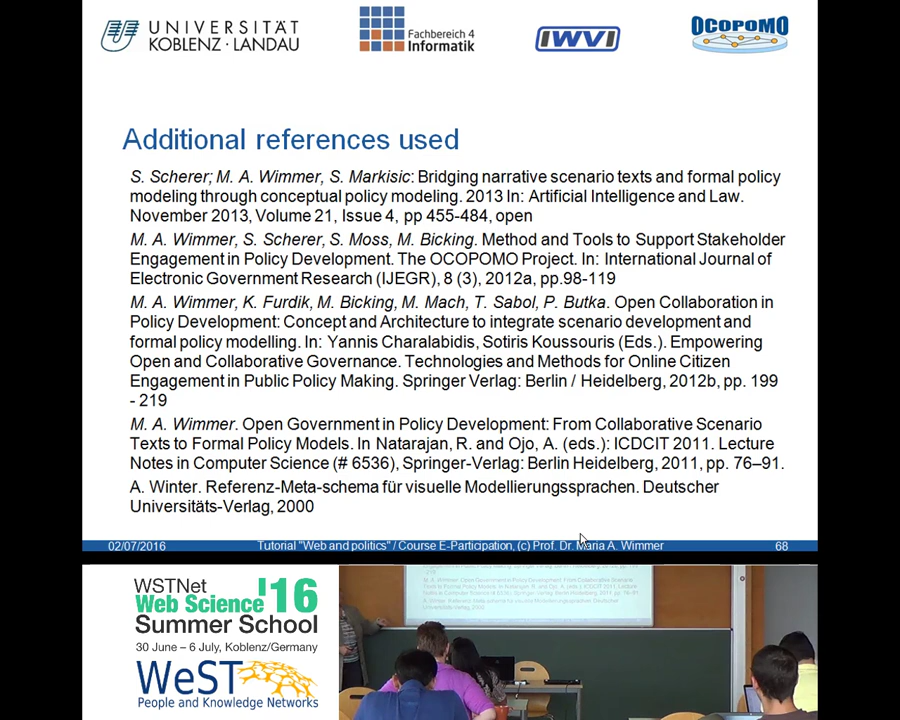 UNIVERSITÄT
KOBLENZ · LANDAU
Fachbereich 4
Informatik
IWVI
OCOPOMO
Additional references used
S. Scherer; M. A. Wimmer, S. Markisic: Bridging narrative scenario texts and formal policy
modeling through conceptual policy modeling. 2013 In: Artificial Intelligence and Law.
November 2013, Volume 21, Issue 4, pp 455-484, open
M. A. Wimmer, S. Scherer, S. Moss, M. Bicking. Method and Tools to Support Stakeholder
Engagement in Policy Development. The OCOPOMO Project. In: International Journal of
Electronic Government Research (IJEGR), 8 (3), 2012a, pp.98-119
M. A. Wimmer, K. Furdik, M. Bicking, M. Mach, T. Sabol, P. Butka. Open Collaboration in
Policy Development: Concept and Architecture to integrate scenario development and
formal policy modelling. In: Yannis Charalabidis, Sotiris Koussouris (Eds.). Empowering
Open and Collaborative Governance. Technologies and Methods for Online Citizen
Engagement in Public Policy Making. Springer Verlag: Berlin / Heidelberg, 2012b, pp. 199
- 219
M. A. Wimmer. Open Government in Policy Development: From Collaborative Scenario
Texts to Formal Policy Models. In Natarajan, R. and Ojo, A. (eds.): ICDCIT 2011. Lecture
Notes in Computer Science (# 6536), Springer-Verlag: Berlin Heidelberg, 2011, pp. 76–91.
A. Winter. Referenz-Meta-schema für visuelle Modellierungssprachen. Deutscher
Universitäts-Verlag, 2000
02/07/2016
Tutorial "Web and politics" / Course E-Participation, (c) Prof. Dr. Maria A. Wimmer
68
WSTNet
Web Science '16
Summer School
30 June – 6 July, Koblenz/Germany
WeST
People and Knowledge Networks